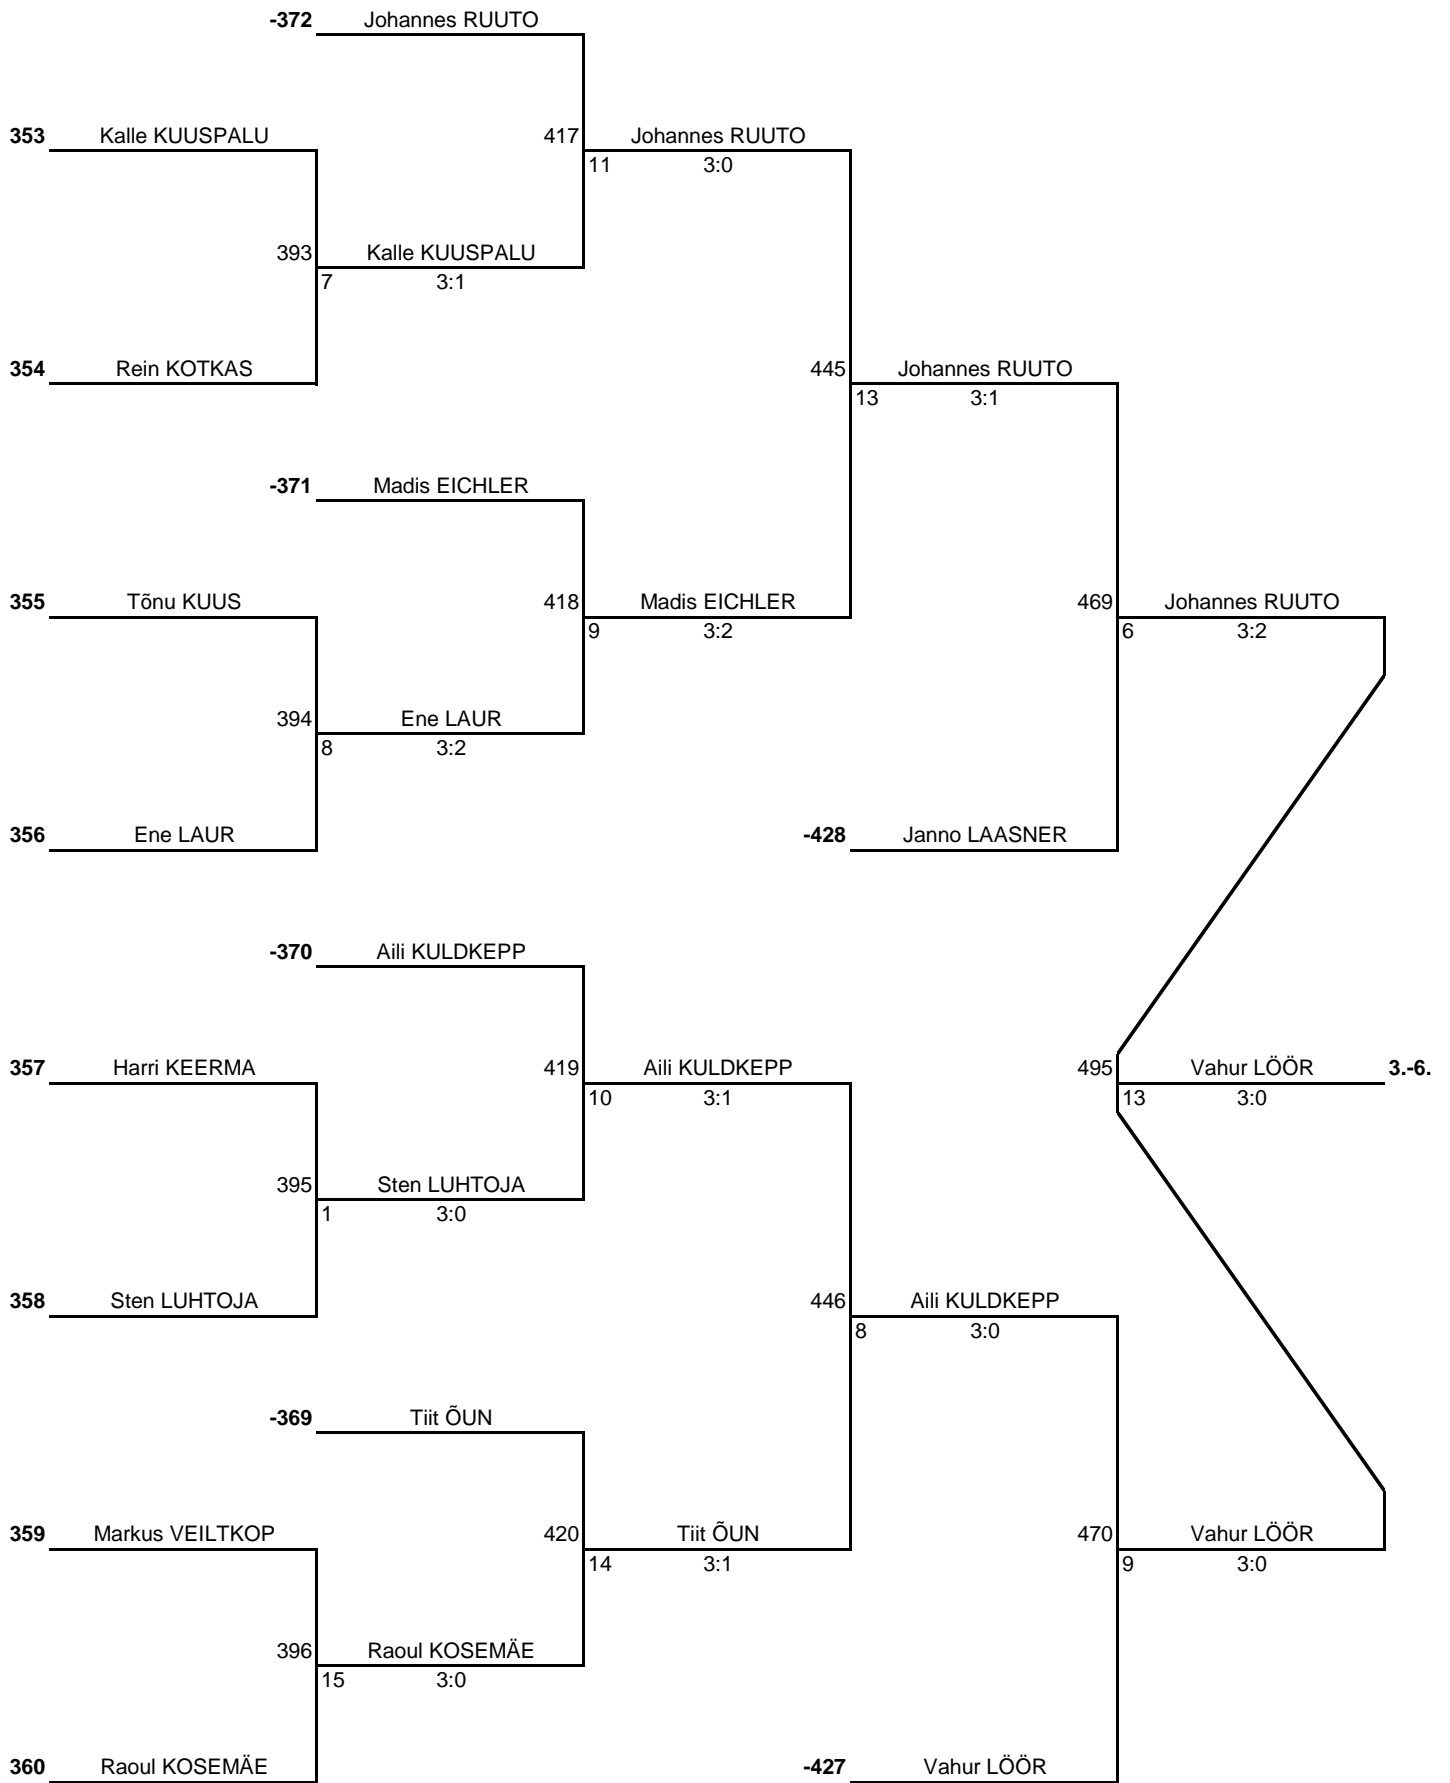 -372 Johannes RUUTO
353 Kalle KUUSPALU 417 Johannes RUUTO
11 3:0
393 Kalle KUUSPALU
7 3:1
354 Rein KOTKAS 445 Johannes RUUTO
13 3:1
-371 Madis EICHLER
355 Tõnu KUUS 418 Madis EICHLER 469 Johannes RUUTO
9 3:2 6 3:2
394 Ene LAUR
8 3:2
356 Ene LAUR -428 Janno LAASNER
-370 Aili KULDKEPP
357 Harri KEERMA 419 Aili KULDKEPP 495 Vahur LÖÖR 3.-6.
10 3:1 13 3:0
395 Sten LUHTOJA
1 3:0
358 Sten LUHTOJA 446 Aili KULDKEPP
8 3:0
-369 Tiit ÕUN
359 Markus VEILTKOP 420 Tiit ÕUN 470 Vahur LÖÖR
14 3:1 9 3:0
396 Raoul KOSEMÄE
15 3:0
360 Raoul KOSEMÄE -427 Vahur LÖÖR